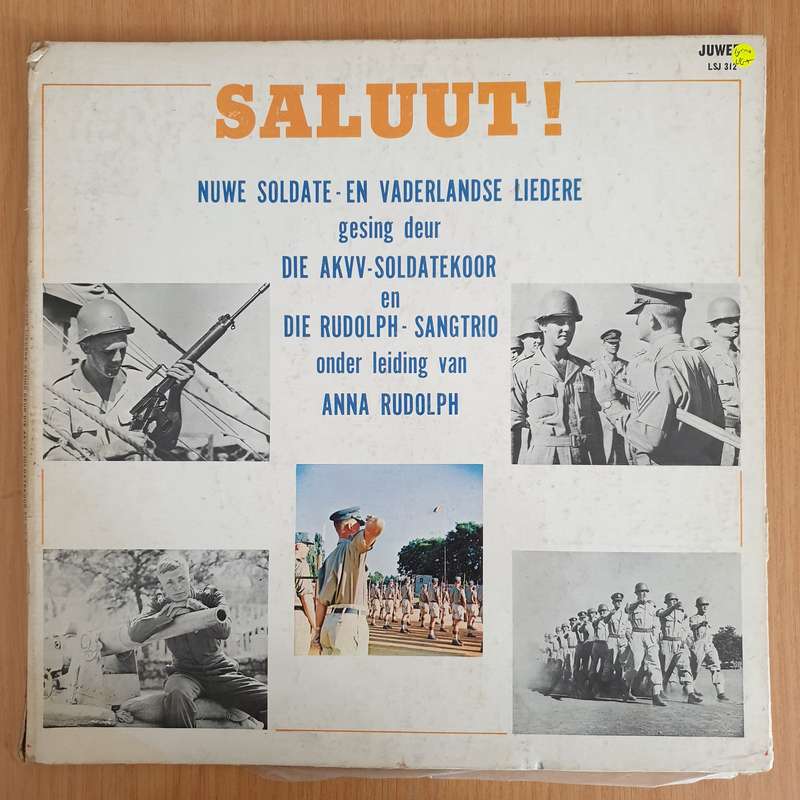 JUWE
LSJ 312
SALUUT!
NUWE SOLDATE-EN VADERLANDSE LIEDERE
gesing deur
DIE AKVV-SOLDATEKOOR
en
DIE RUDOLPH-SANGTRIO
onder leiding van
ANNA RUDOLPH